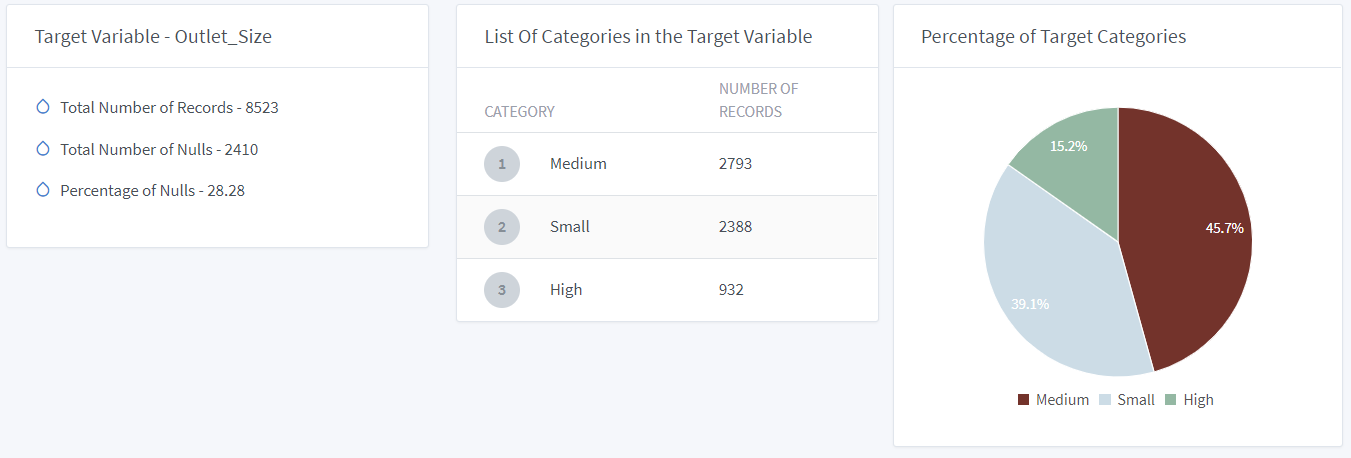 Target Variable - Outlet_Size
Total Number of Records - 8523
Total Number of Nulls - 2410
Percentage of Nulls - 28.28
List Of Categories in the Target Variable
CATEGORY
NUMBER OF
RECORDS
1 Medium 2793
2 Small 2388
3 High 932
Percentage of Target Categories
15.2%
45.7%
39.1%
Medium Small High